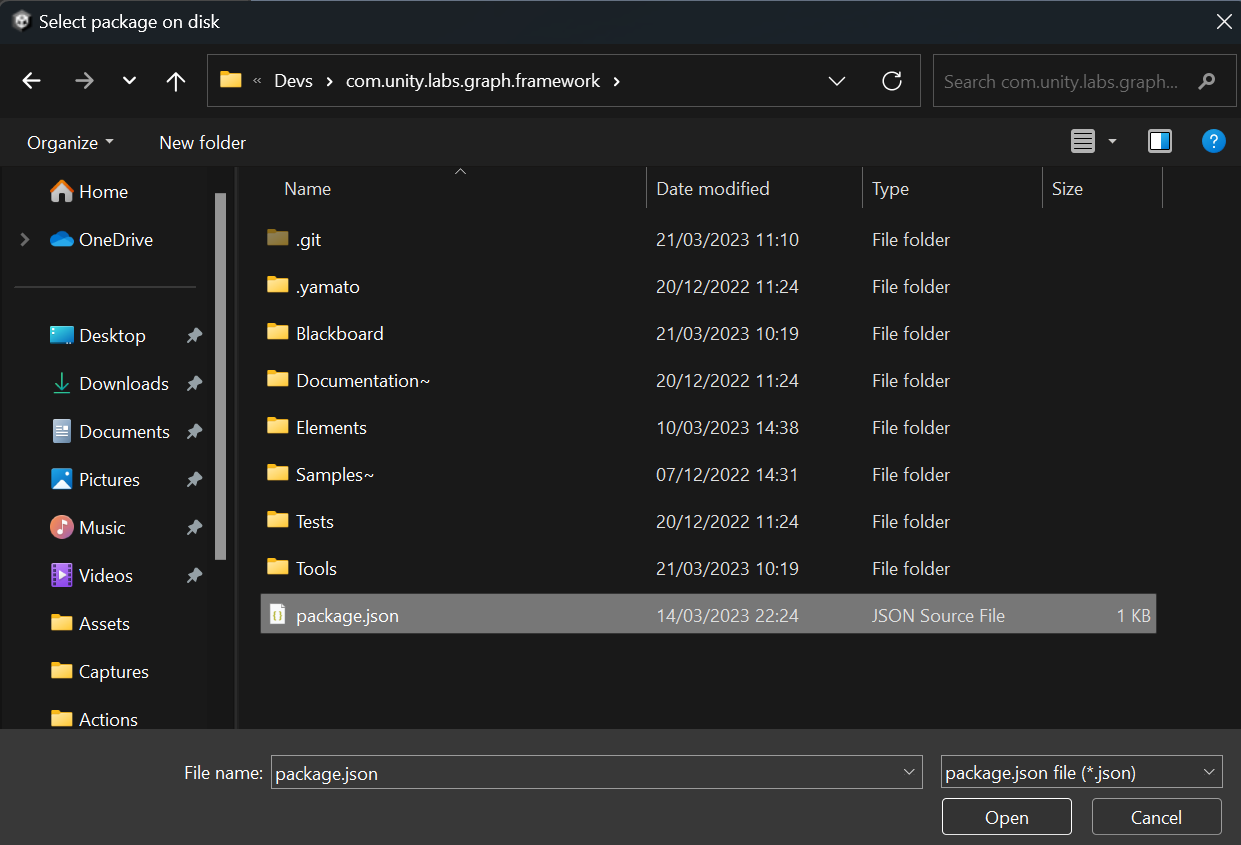 Select package on disk
« Devs › com.unity.labs.graph.framework ›
Search com.unity.labs.graph...
Organize
New folder
?
Home
OneDrive
Desktop
Downloads
Documents
Pictures
Music
Videos
Assets
Captures
Actions
Name Date modified Type Size
.git 21/03/2023 11:10 File folder
.yamato 20/12/2022 11:24 File folder
Blackboard 21/03/2023 10:19 File folder
Documentation~ 20/12/2022 11:24 File folder
Elements 10/03/2023 14:38 File folder
Samples~ 07/12/2022 14:31 File folder
Tests 20/12/2022 11:24 File folder
Tools 21/03/2023 10:19 File folder
package.json 14/03/2023 22:24 JSON Source File 1 KB
File name: package.json
package.json file (*.json)
Open
Cancel